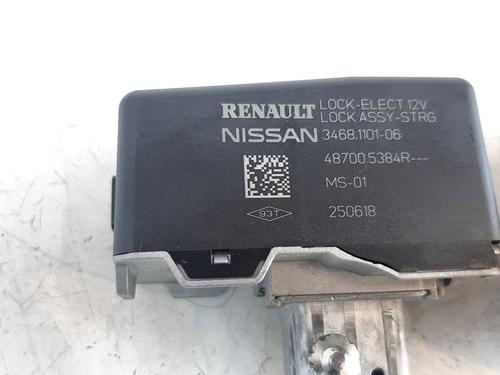 RENAULT LOCK-ELECT 12V
LOCK ASSY-STRG
NISSAN 3468.1101-06
48700 5384R---
MS-01
93T 250618